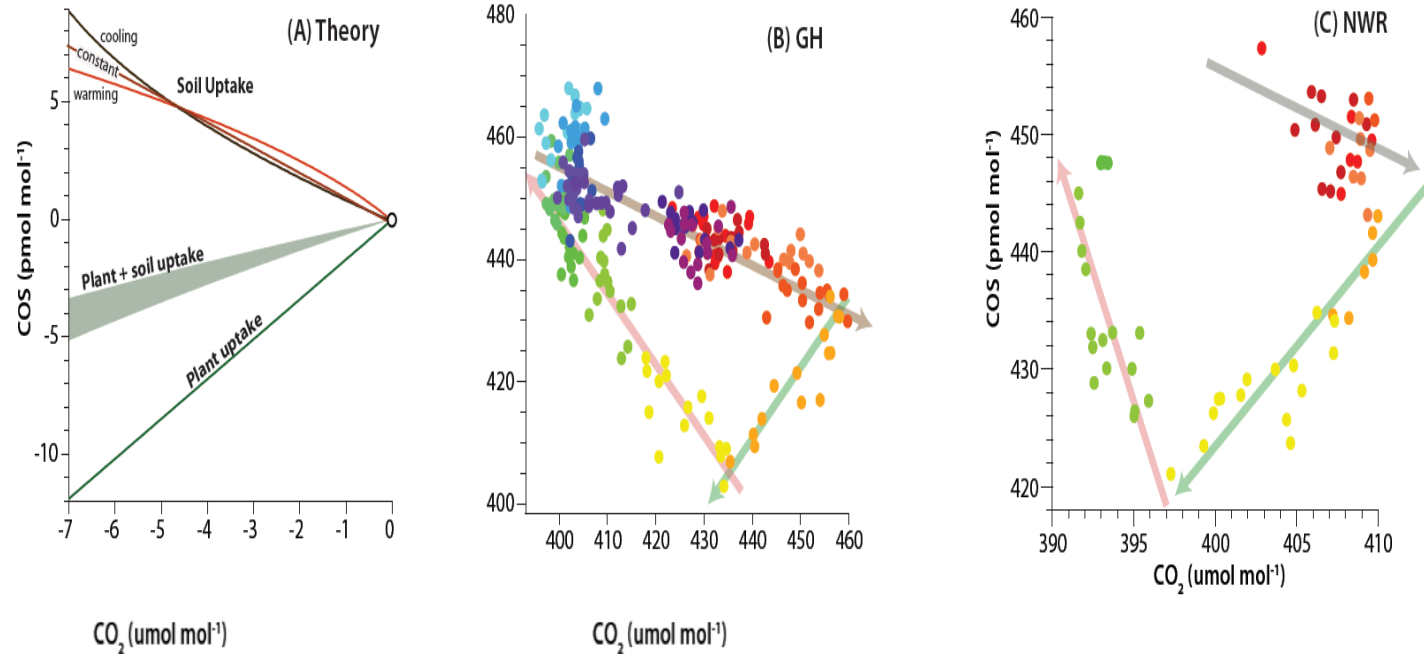 (A) Theory
cooling
constant
warming
Soil Uptake
Plant + soil uptake
Plant uptake
COS (pmol mol⁻¹)
5
0
-5
-10
-7 -6 -5 -4 -3 -2 -1 0
CO₂ (umol mol⁻¹)
(B) GH
480
460
440
420
400
400 410 420 430 440 450 460
CO₂ (umol mol⁻¹)
(C) NWR
COS (pmol mol⁻¹)
460
450
440
430
420
390 395 400 405 410
CO₂ (umol mol⁻¹)